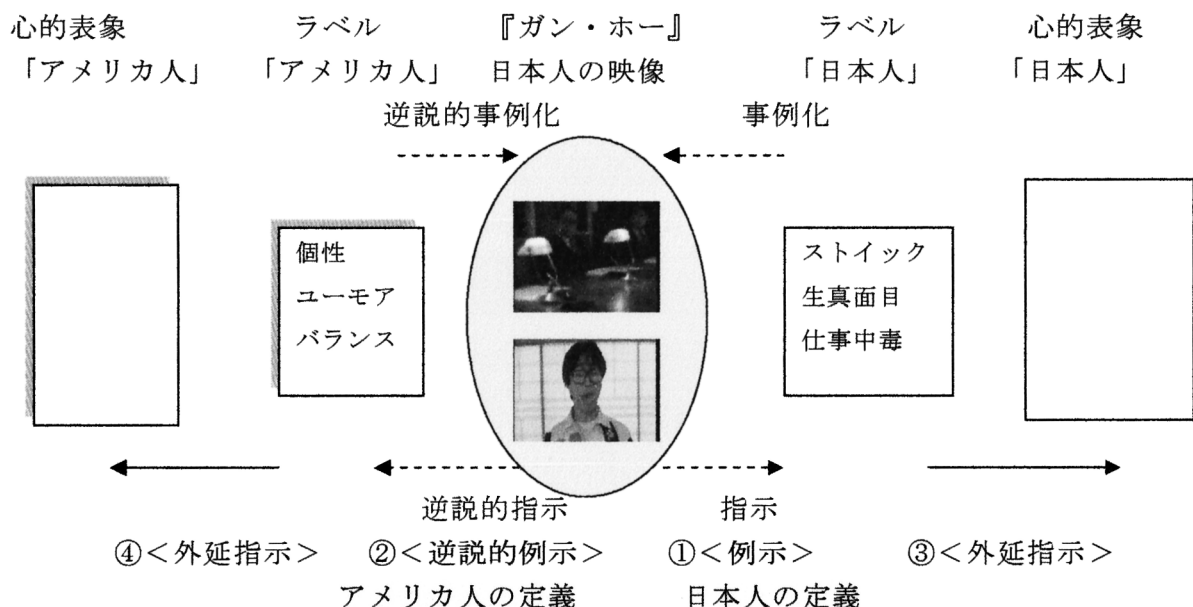 心的表象 ラベル 『ガン・ホー』 ラベル 心的表象
「アメリカ人」 「アメリカ人」 日本人の映像 「日本人」 「日本人」
逆説的事例化 事例化
個性
ユーモア
バランス
ストイック
生真面目
仕事中毒
逆説的指示 指示
④<外延指示> ②<逆説的例示> ①<例示> ③<外延指示>
アメリカ人の定義 日本人の定義